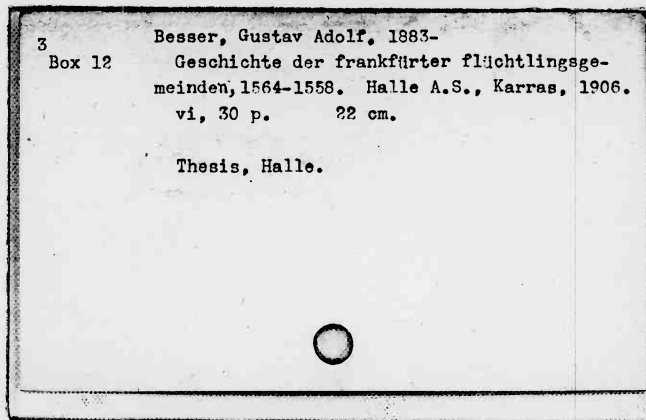 3
Box 12
Besser, Gustav Adolf, 1883-
Geschichte der frankfürter flüchtlingsge-
meinden, 1564-1558. Halle A.S., Karras, 1906.
vi, 30 p. 22 cm.
Thesis, Halle.